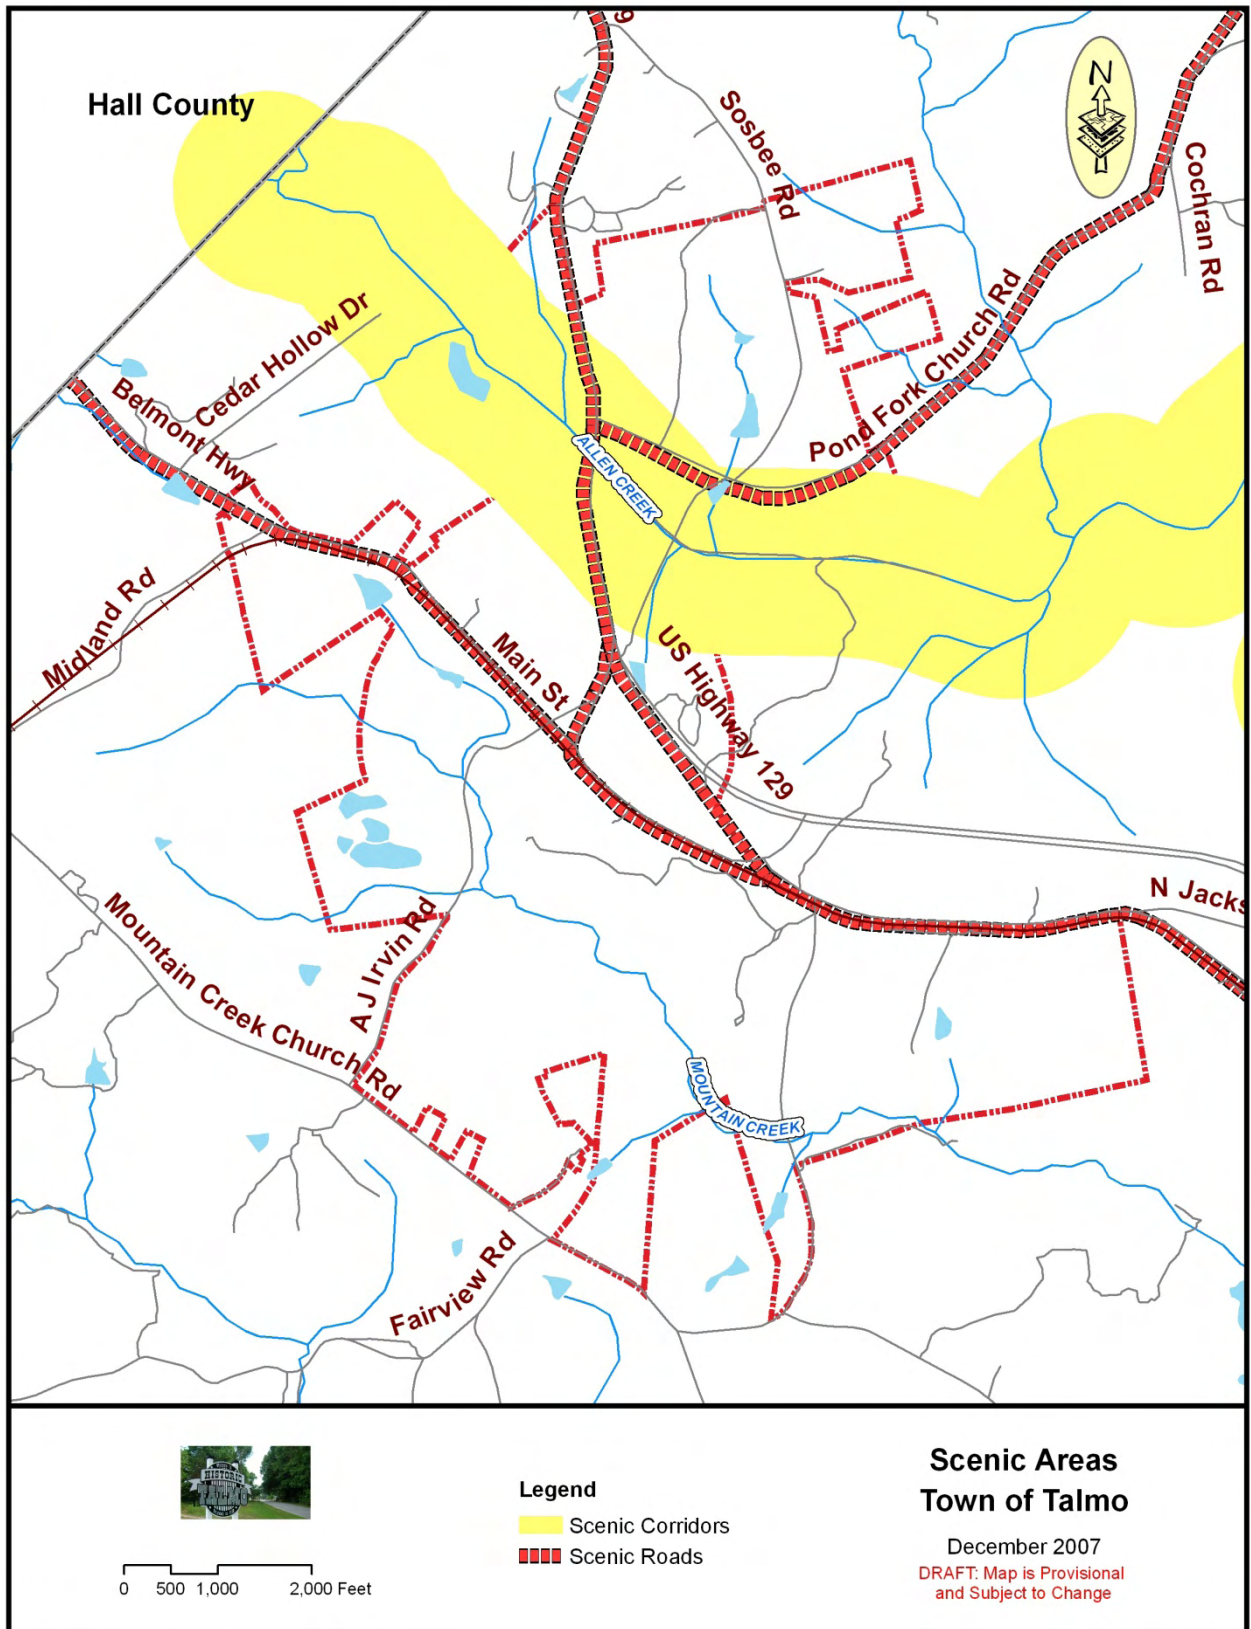 9
Hall County
N
Sosbee Rd
Cochran Rd
Cedar Hollow Dr
Belmont Hwy
Pond Fork Church Rd
ALLEN CREEK
Midland Rd
Main St
US Highway 129
N Jacks
Mountain Creek Church Rd
A J Irvin Rd
MOUNTAIN CREEK
Fairview Rd
HISTORIC
TALMO
0 500 1,000 2,000 Feet
Legend
Scenic Corridors
Scenic Roads
Scenic Areas
Town of Talmo
December 2007
DRAFT: Map is Provisional
and Subject to Change